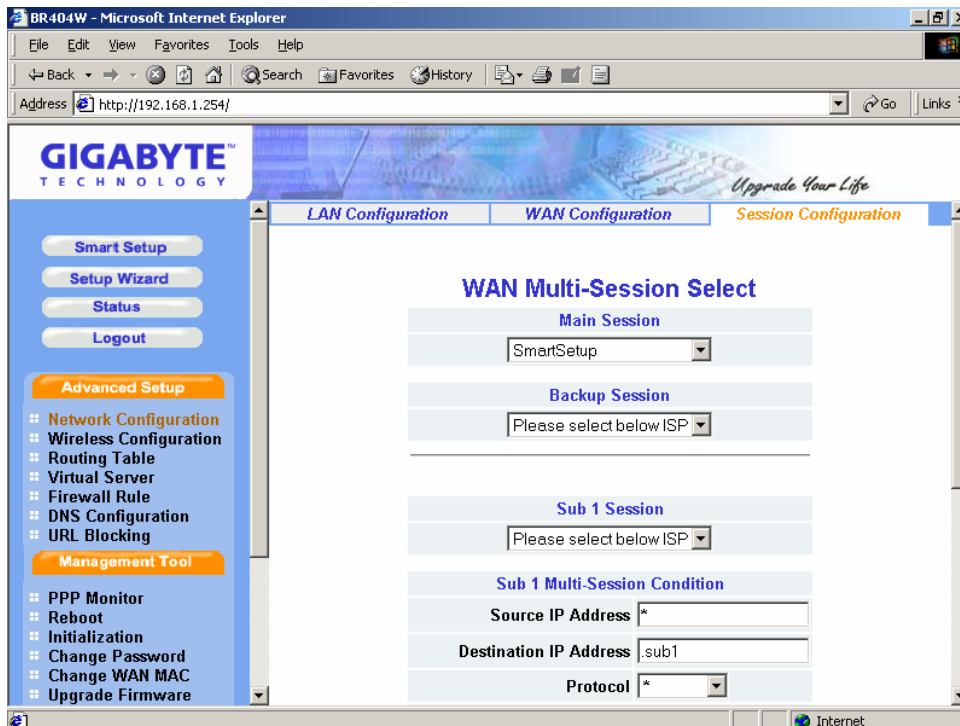 BR404W - Microsoft Internet Explorer
File Edit View Favorites Tools Help
Back Search Favorites History
Address http://192.168.1.254/ Go Links
GIGABYTE™
TECHNOLOGY
Upgrade Your Life
LAN Configuration WAN Configuration Session Configuration
Smart Setup
Setup Wizard
Status
Logout
Advanced Setup
Network Configuration
Wireless Configuration
Routing Table
Virtual Server
Firewall Rule
DNS Configuration
URL Blocking
Management Tool
PPP Monitor
Reboot
Initialization
Change Password
Change WAN MAC
Upgrade Firmware
WAN Multi-Session Select
Main Session
SmartSetup
Backup Session
Please select below ISP
Sub 1 Session
Please select below ISP
Sub 1 Multi-Session Condition
Source IP Address *
Destination IP Address .sub1
Protocol *
Internet